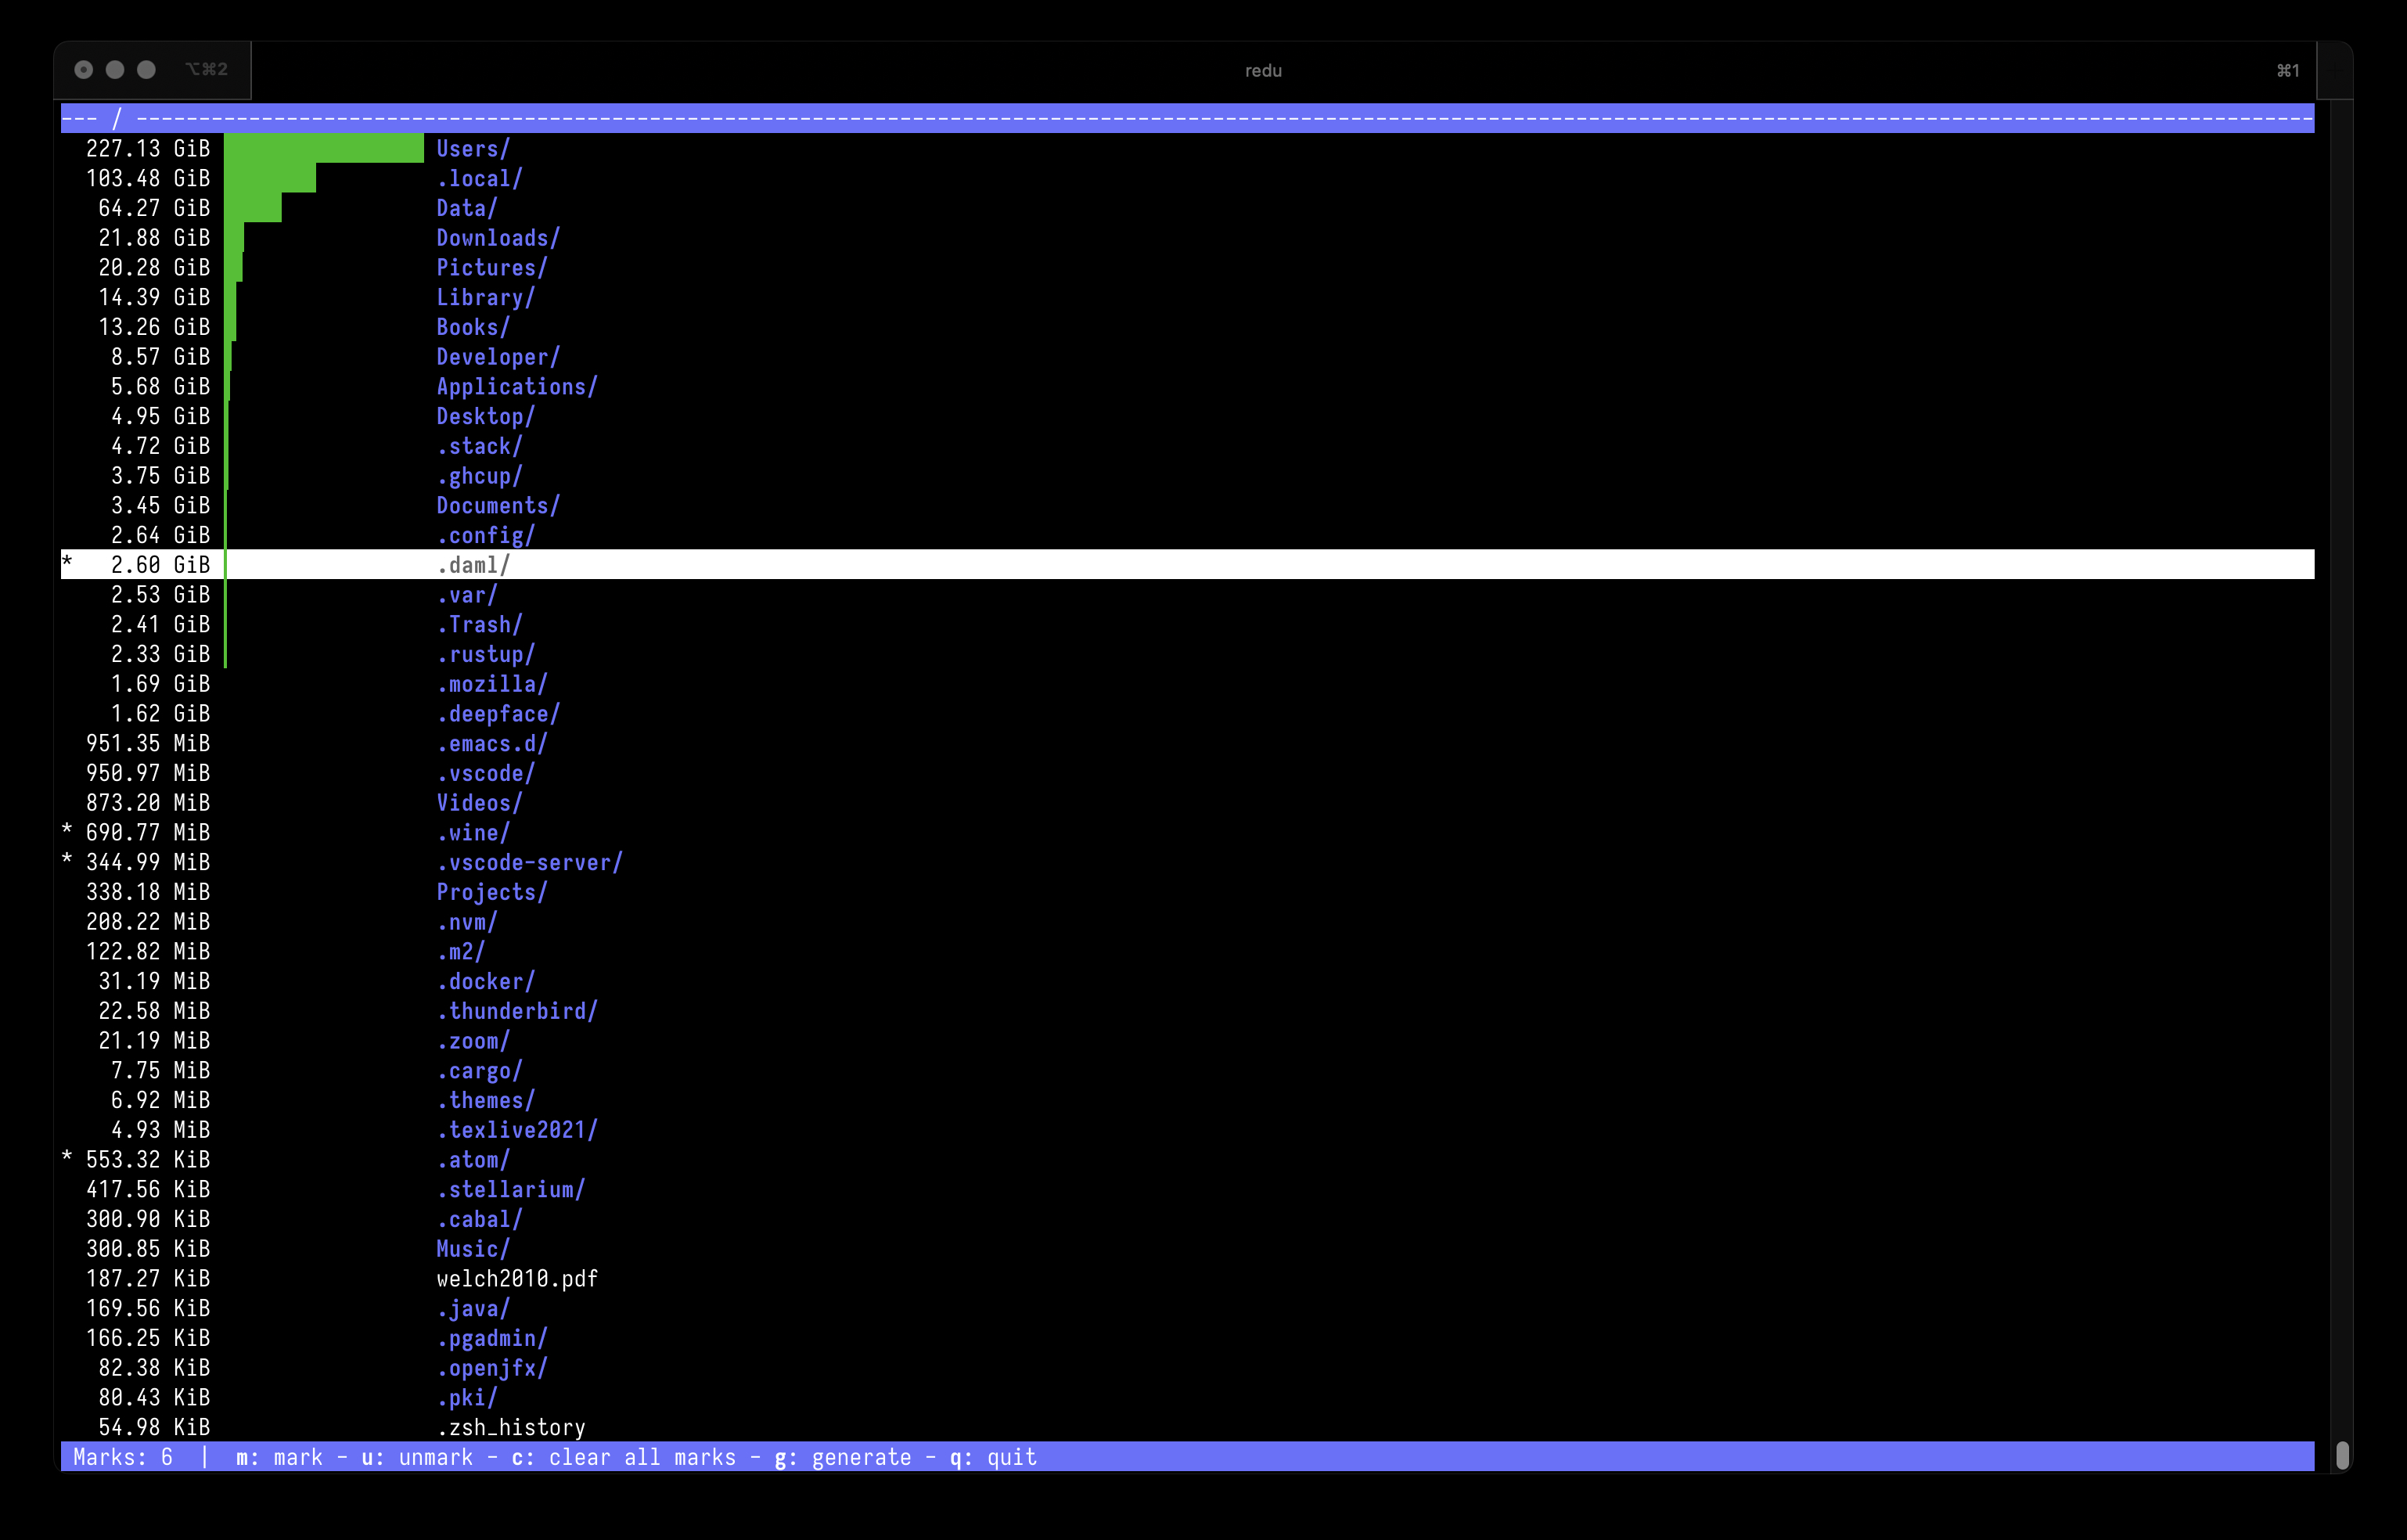 ⌥⌘2 redu ⌘1
--- / ------------------------------------------------------------------------------------------------------------------------------------------------------------------------------
227.13 GiB Users/
103.48 GiB .local/
64.27 GiB Data/
21.88 GiB Downloads/
20.28 GiB Pictures/
14.39 GiB Library/
13.26 GiB Books/
8.57 GiB Developer/
5.68 GiB Applications/
4.95 GiB Desktop/
4.72 GiB .stack/
3.75 GiB .ghcup/
3.45 GiB Documents/
2.64 GiB .config/
* 2.60 GiB .daml/
2.53 GiB .var/
2.41 GiB .Trash/
2.33 GiB .rustup/
1.69 GiB .mozilla/
1.62 GiB .deepface/
951.35 MiB .emacs.d/
950.97 MiB .vscode/
873.20 MiB Videos/
* 690.77 MiB .wine/
* 344.99 MiB .vscode-server/
338.18 MiB Projects/
208.22 MiB .nvm/
122.82 MiB .m2/
31.19 MiB .docker/
22.58 MiB .thunderbird/
21.19 MiB .zoom/
7.75 MiB .cargo/
6.92 MiB .themes/
4.93 MiB .texlive2021/
* 553.32 KiB .atom/
417.56 KiB .stellarium/
300.90 KiB .cabal/
300.85 KiB Music/
187.27 KiB welch2010.pdf
169.56 KiB .java/
166.25 KiB .pgadmin/
82.38 KiB .openjfx/
80.43 KiB .pki/
54.98 KiB .zsh_history
Marks: 6 | m: mark - u: unmark - c: clear all marks - g: generate - q: quit